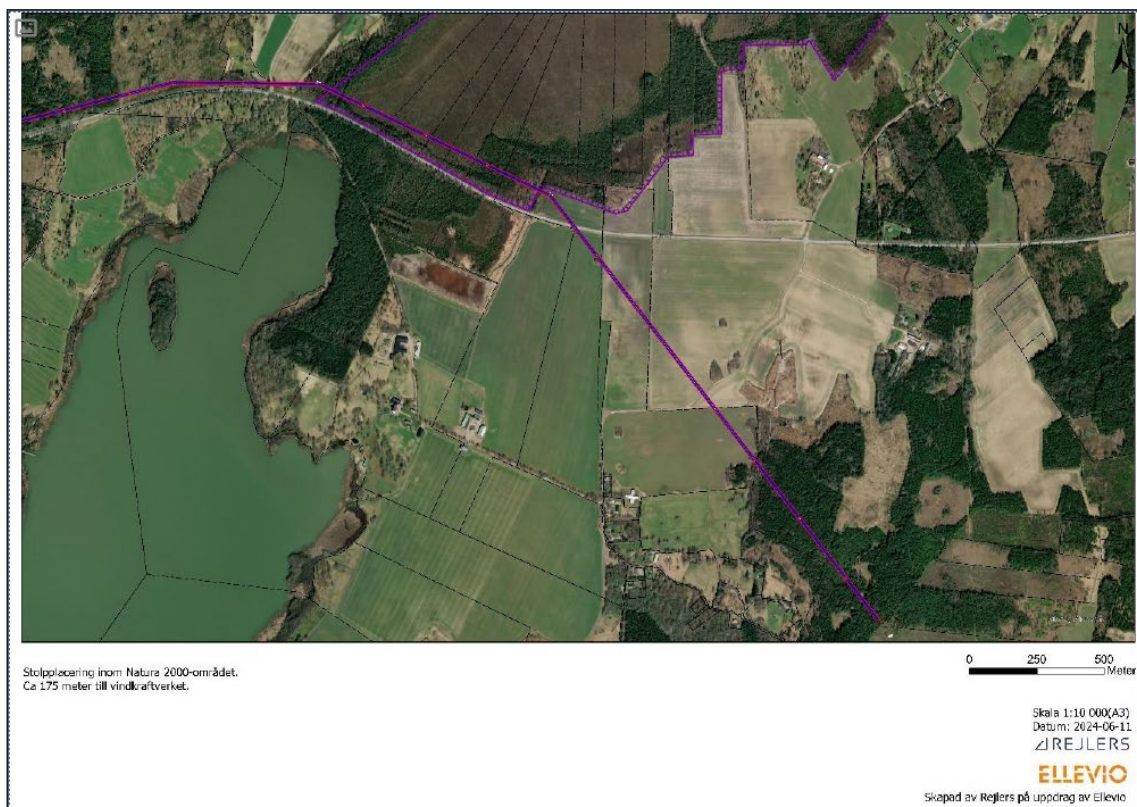 N
Stolpplacering inom Natura 2000-området.
Ca 175 meter till vindkraftverket.
0 250 500
Meter
Skala 1:10 000(A3)
Datum: 2024-06-11
REJLERS
ELLEVIO
Skapad av Rejlers på uppdrag av Ellevio